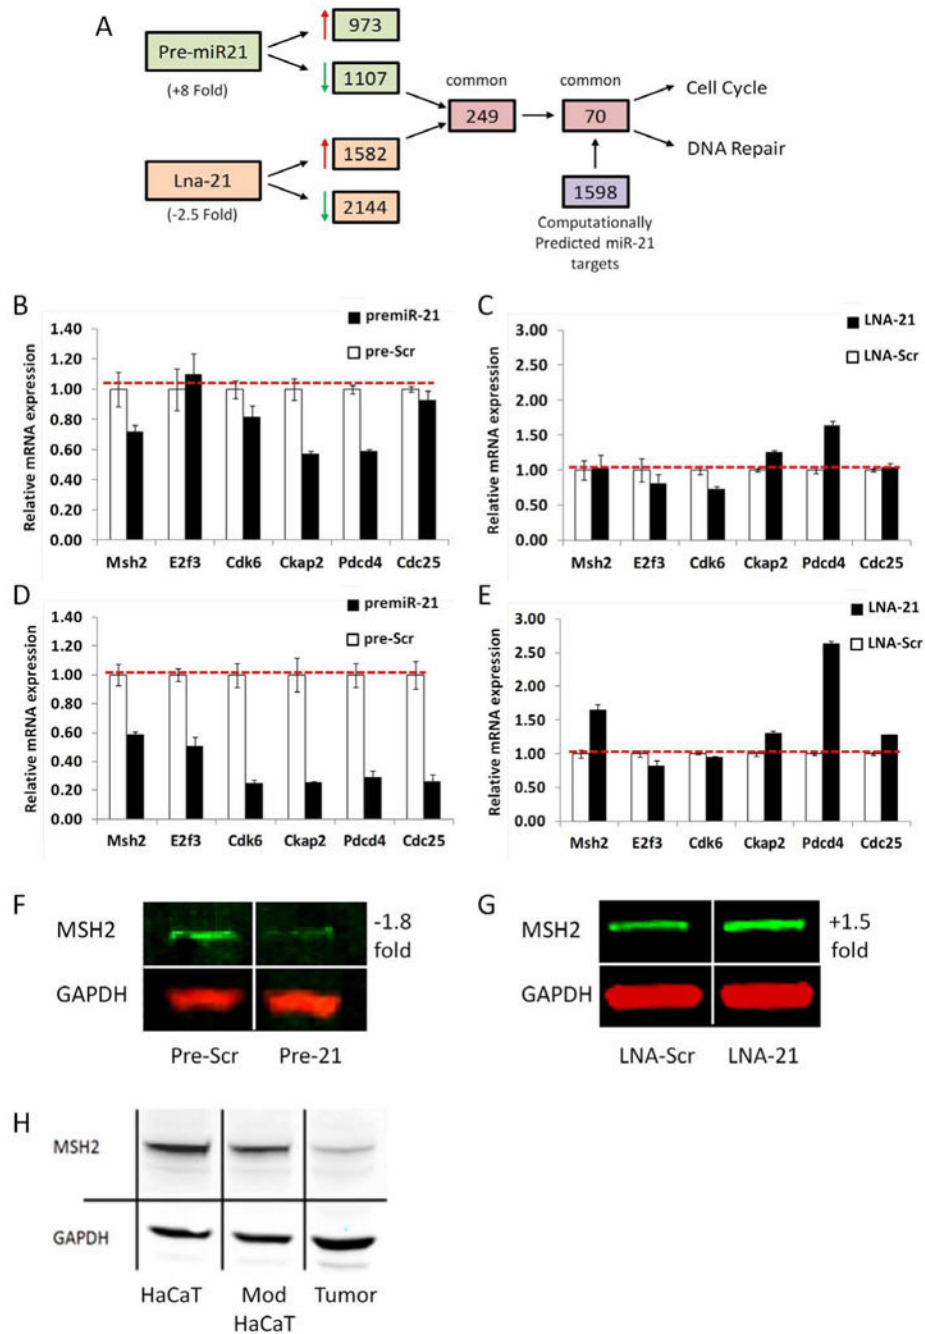 A
Pre-miR21
(+8 Fold)
973
1107
common
249
common
70
Cell Cycle
DNA Repair
Lna-21
(-2.5 Fold)
1582
2144
1598
Computationally
Predicted miR-21
targets
B
premiR-21
pre-Scr
Relative mRNA expression
1.40
1.20
1.00
0.80
0.60
0.40
0.20
0.00
Msh2 E2f3 Cdk6 Ckap2 Pdcd4 Cdc25
C
LNA-21
LNA-Scr
Relative mRNA expression
3.00
2.50
2.00
1.50
1.00
0.50
0.00
Msh2 E2f3 Cdk6 Ckap2 Pdcd4 Cdc25
D
premiR-21
pre-Scr
Relative mRNA expression
1.40
1.20
1.00
0.80
0.60
0.40
0.20
0.00
Msh2 E2f3 Cdk6 Ckap2 Pdcd4 Cdc25
E
LNA-21
LNA-Scr
Relative mRNA expression
3.00
2.50
2.00
1.50
1.00
0.50
0.00
Msh2 E2f3 Cdk6 Ckap2 Pdcd4 Cdc25
F
MSH2
-1.8
fold
GAPDH
Pre-Scr Pre-21
G
MSH2
+1.5
fold
GAPDH
LNA-Scr LNA-21
H
MSH2
GAPDH
HaCaT Mod Tumor
HaCaT